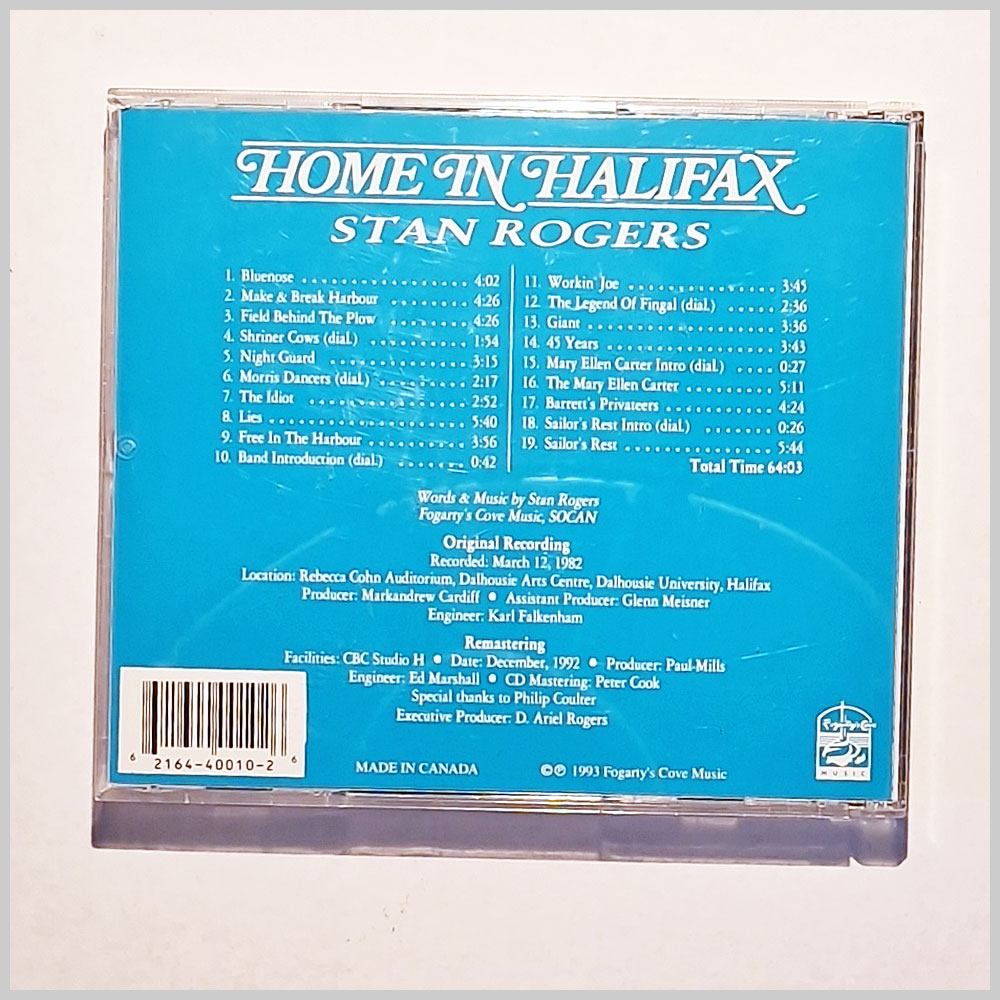 HOME IN HALIFAX
STAN ROGERS
1. Bluenose .................. 4:02
2. Make & Break Harbour ........ 4:26
3. Field Behind The Plow ........ 4:26
4. Shriner Cows (dial.) .......... 1:54
5. Night Guard ............... 3:15
6. Morris Dancers (dial.) ......... 2:17
7. The Idiot ................. 2:52
8. Lies ...................... 5:40
9. Free In The Harbour .......... 3:56
10. Band Introduction (dial.) ....... 0:42
11. Workin' Joe ................ 3:45
12. The Legend Of Fingal (dial.) ..... 2:36
13. Giant ..................... 3:36
14. 45 Years ................... 3:43
15. Mary Ellen Carter Intro (dial.) .... 0:27
16. The Mary Ellen Carter .......... 5:11
17. Barrett's Privateers ............ 4:24
18. Sailor's Rest Intro (dial.) ....... 0:26
19. Sailor's Rest ................ 5:44
Total Time 64:03
Words & Music by Stan Rogers
Fogarty's Cove Music, SOCAN
Original Recording
Recorded: March 12, 1982
Location: Rebecca Cohn Auditorium, Dalhousie Arts Centre, Dalhousie University, Halifax
Producer: Markandrew Cardiff • Assistant Producer: Glenn Meisner
Engineer: Karl Falkenham
Remastering
Facilities: CBC Studio H • Date: December, 1992 • Producer: Paul Mills
Engineer: Ed Marshall • CD Mastering: Peter Cook
Special thanks to Philip Coulter
Executive Producer: D. Ariel Rogers
6 2164-40010-2 6
MADE IN CANADA
©℗ 1993 Fogarty's Cove Music
Fogarty's Cove
MUSIC